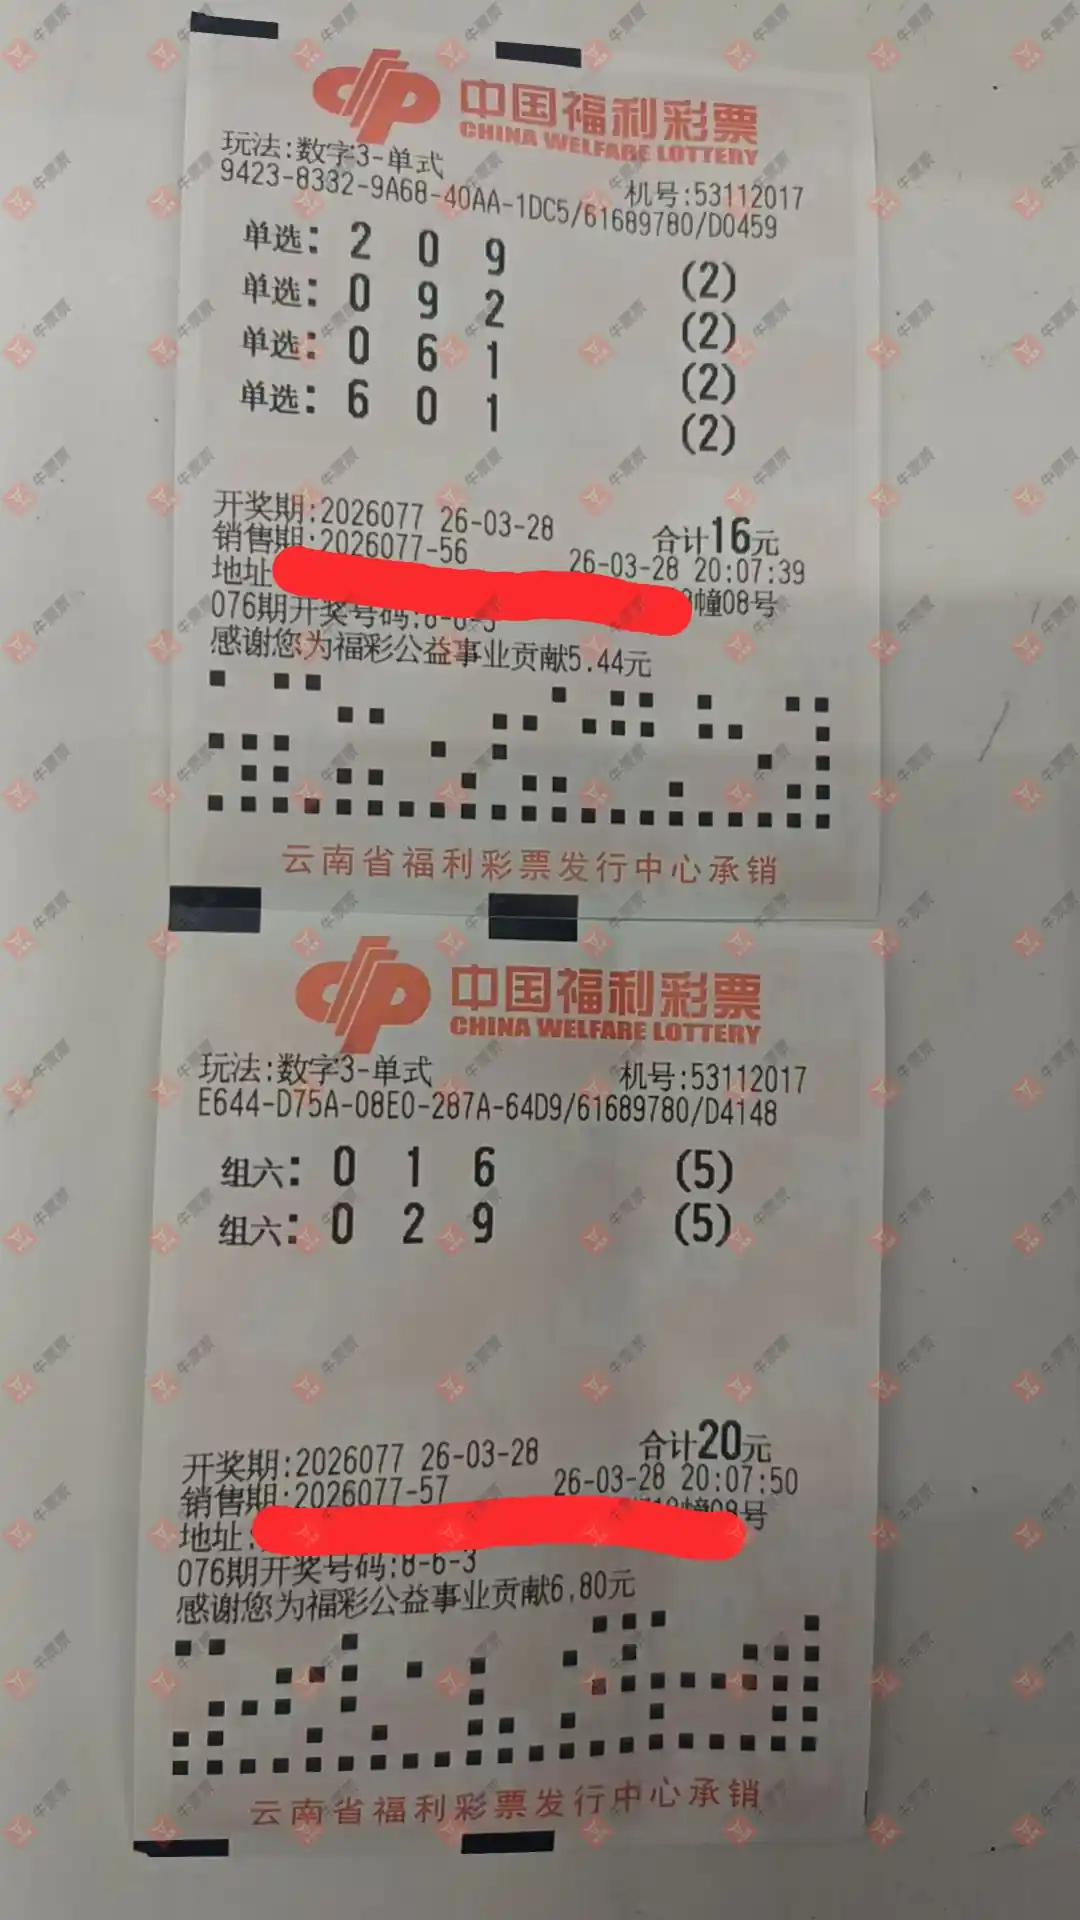 中国福利彩票
CHINA WELFARE LOTTERY
玩法:数字3-单式
机号:53112017
9423-8332-9A68-40AA-1DC5/61689780/D0459
单选: 2 0 9 (2)
单选: 0 9 2 (2)
单选: 0 6 1 (2)
单选: 6 0 1 (2)
开奖期:2026077 26-03-28 合计16元
销售期:2026077-56 26-03-28 20:07:39
地址 幢08号
076期开奖号码:8-6-3
感谢您为福彩公益事业贡献5.44元
云南省福利彩票发行中心承销
中国福利彩票
CHINA WELFARE LOTTERY
玩法:数字3-单式 机号:53112017
E644-D75A-08E0-287A-64D9/61689780/D4148
组六: 0 1 6 (5)
组六: 0 2 9 (5)
开奖期:2026077 26-03-28 合计20元
销售期:2026077-57 26-03-28 20:07:50
地址: 幢08号
076期开奖号码:8-6-3
感谢您为福彩公益事业贡献6.80元
云南省福利彩票发行中心承销